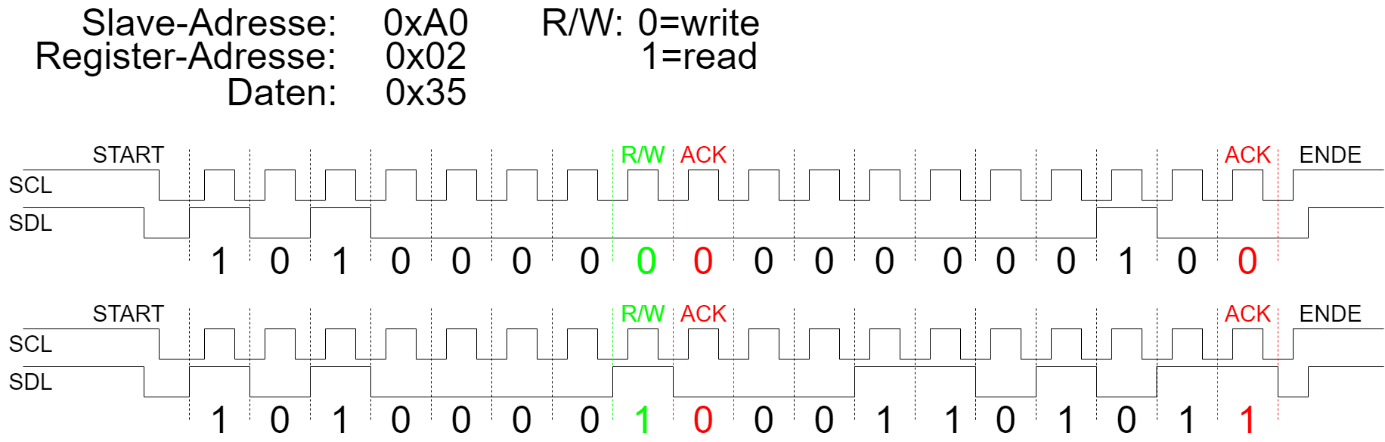 Slave-Adresse: 0xA0 R/W: 0=write
Register-Adresse: 0x02 1=read
Daten: 0x35
START R/W ACK ACK ENDE
SCL
SDL
1 0 1 0 0 0 0 0 0 0 0 0 0 0 0 1 0 0
START R/W ACK ACK ENDE
SCL
SDL
1 0 1 0 0 0 0 1 0 0 0 1 1 0 1 0 1 1